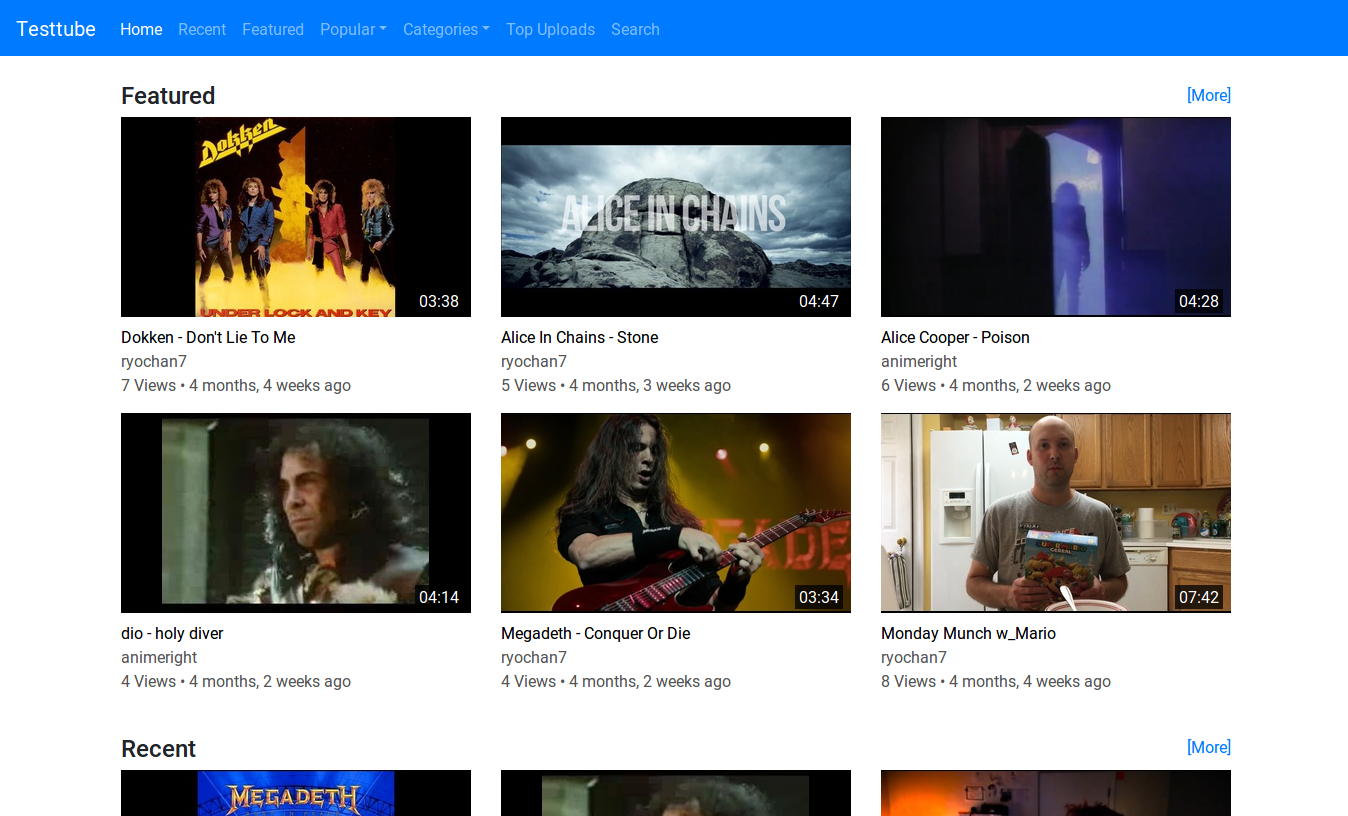 Testtube Home Recent Featured Popular Categories Top Uploads Search
Featured [More]
Dokken
UNDER LOCK AND KEY
03:38
ALICE IN CHAINS
04:47
04:28
Dokken - Don't Lie To Me
ryochan7
7 Views • 4 months, 4 weeks ago
Alice In Chains - Stone
ryochan7
5 Views • 4 months, 3 weeks ago
Alice Cooper - Poison
animeright
6 Views • 4 months, 2 weeks ago
04:14
03:34
CEREAL
07:42
dio - holy diver
animeright
4 Views • 4 months, 2 weeks ago
Megadeth - Conquer Or Die
ryochan7
4 Views • 4 months, 2 weeks ago
Monday Munch w_Mario
ryochan7
8 Views • 4 months, 4 weeks ago
Recent [More]
MEGADETH